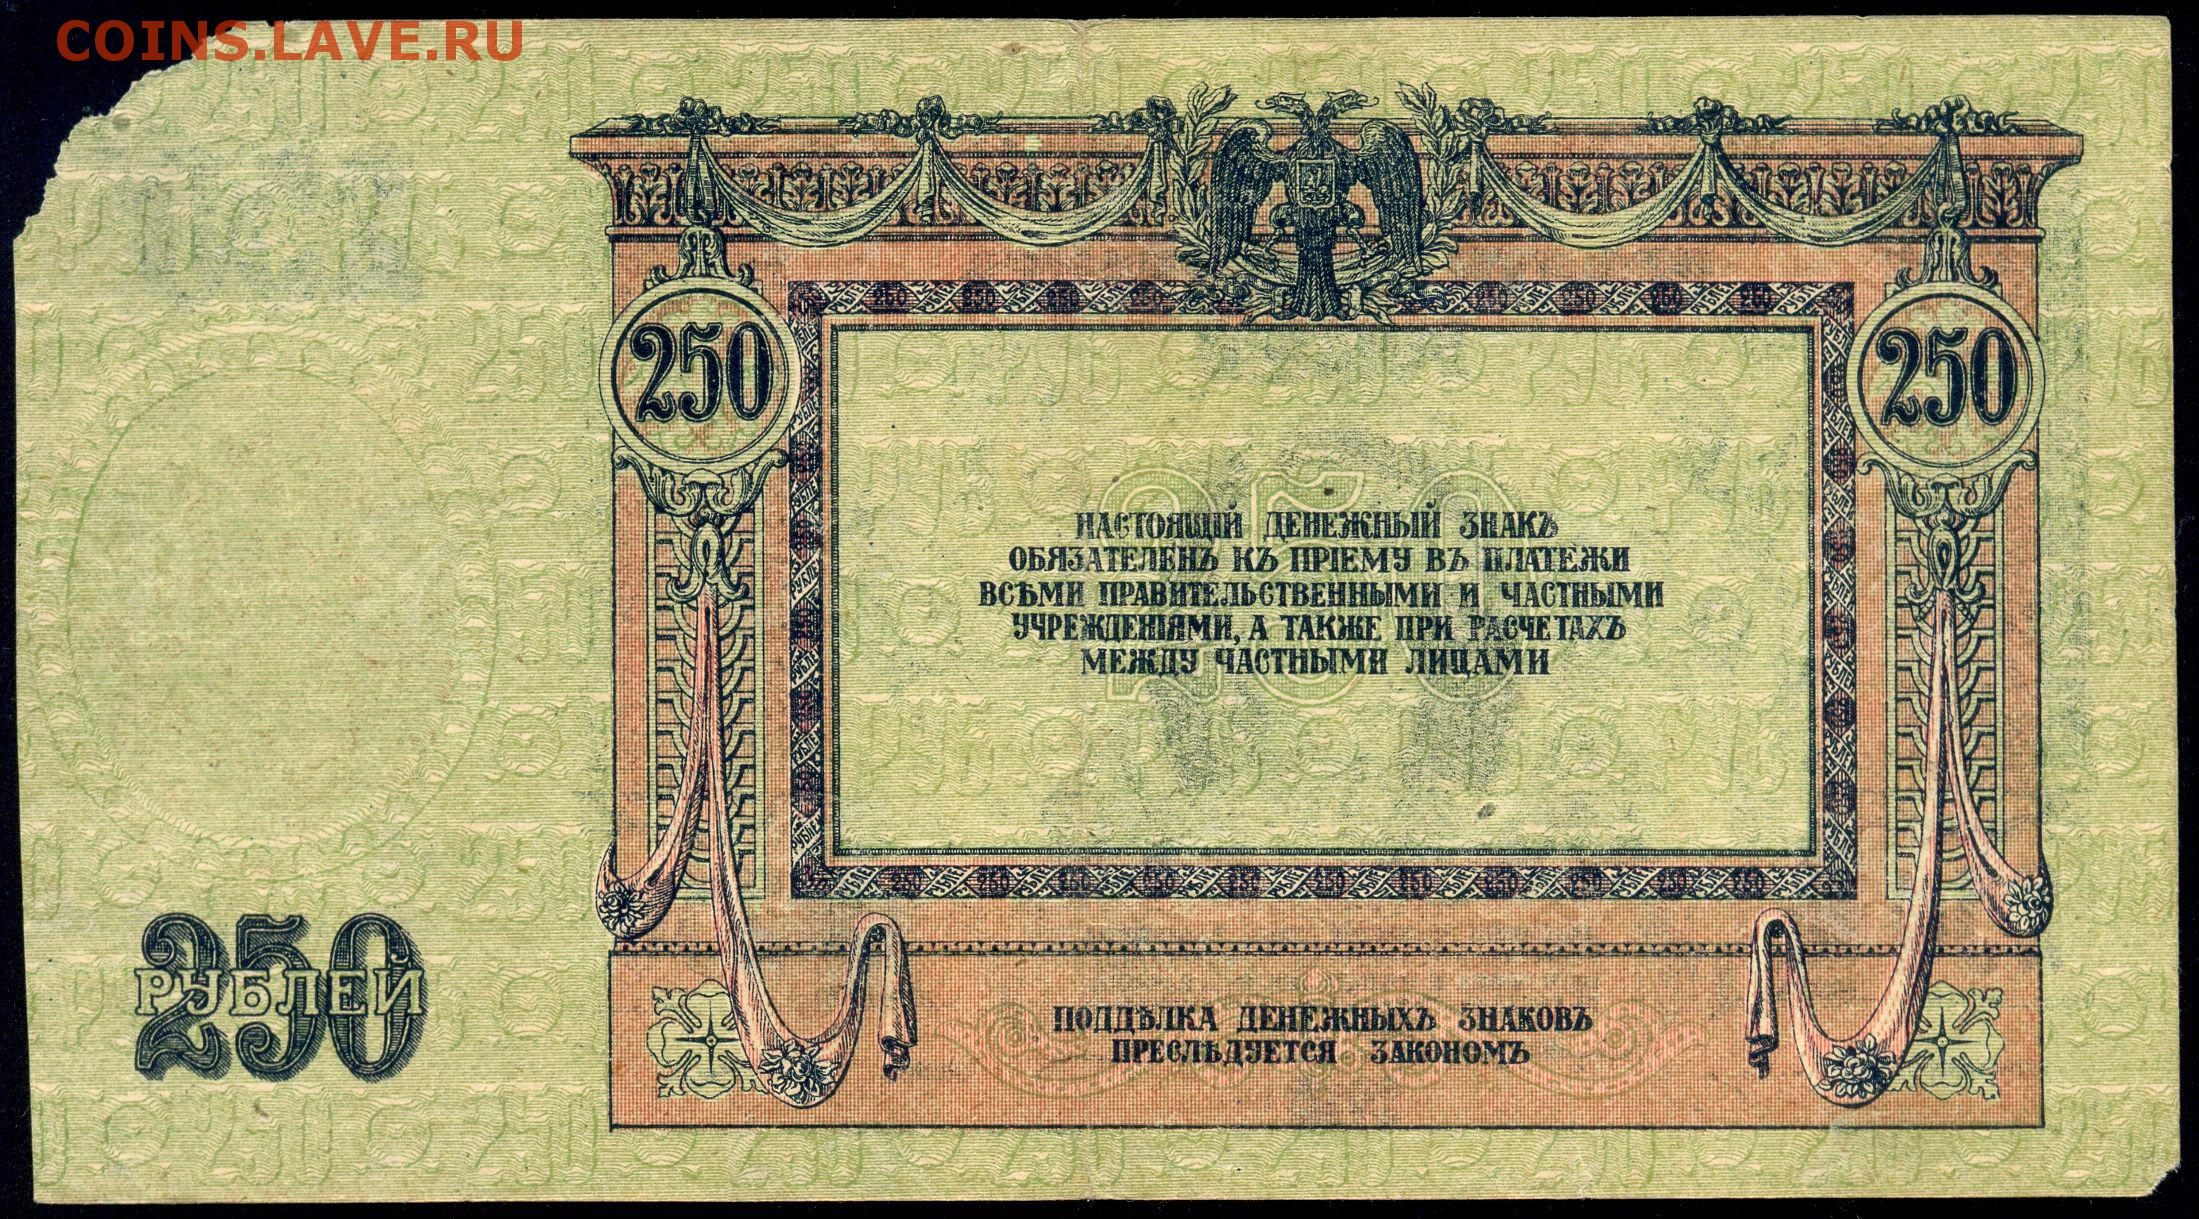 COINS.LAVE.RU
250
250
НАСТОЯЩІЙ ДЕНЕЖНЫЙ ЗНАКЪ
ОБЯЗАТЕЛЕНЪ КЪ ПРІЕМУ ВЪ ПЛАТЕЖИ
ВСѢМИ ПРАВИТЕЛЬСТВЕННЫМИ И ЧАСТНЫМИ
УЧРЕЖДЕНІЯМИ, А ТАКЖЕ ПРИ РАСЧЕТАХЪ
МЕЖДУ ЧАСТНЫМИ ЛИЦАМИ
250
250
РУБЛЕЙ
ПОДДѢЛКА ДЕНЕЖНЫХЪ ЗНАКОВЪ
ПРЕСЛѢДУЕТСЯ ЗАКОНОМЪ